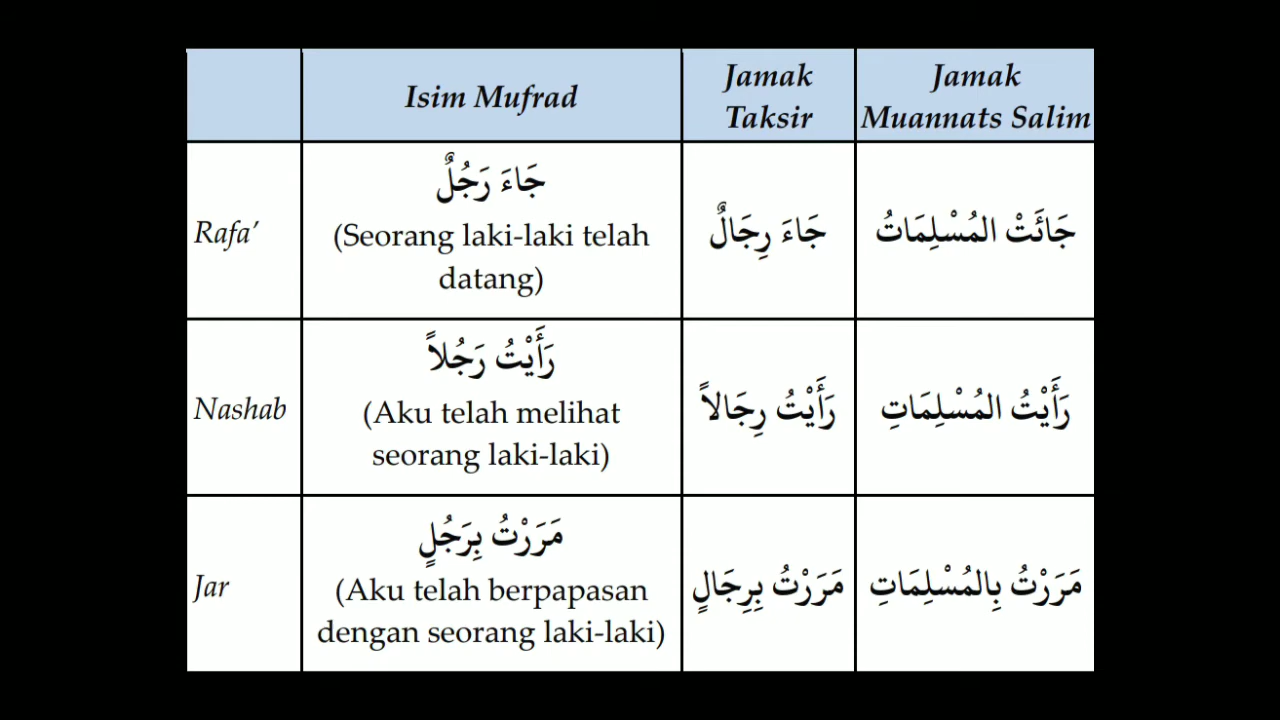 Isim Mufrad
Jamak
Taksir
Jamak
Muannats Salim
Rafa’
جَاءَ رَجُلٌ
(Seorang laki-laki telah
datang)
جَاءَ رِجَالٌ
جَائَتْ المُسْلِمَاتُ
Nashab
رَأَيْتُ رَجُلاً
(Aku telah melihat
seorang laki-laki)
رَأَيْتُ رِجَالاً
رَأَيْتُ المُسْلِمَاتِ
Jar
مَرَرْتُ بِرَجُلٍ
(Aku telah berpapasan
dengan seorang laki-laki)
مَرَرْتُ بِرِجَالٍ
مَرَرْتُ بِالمُسْلِمَاتِ